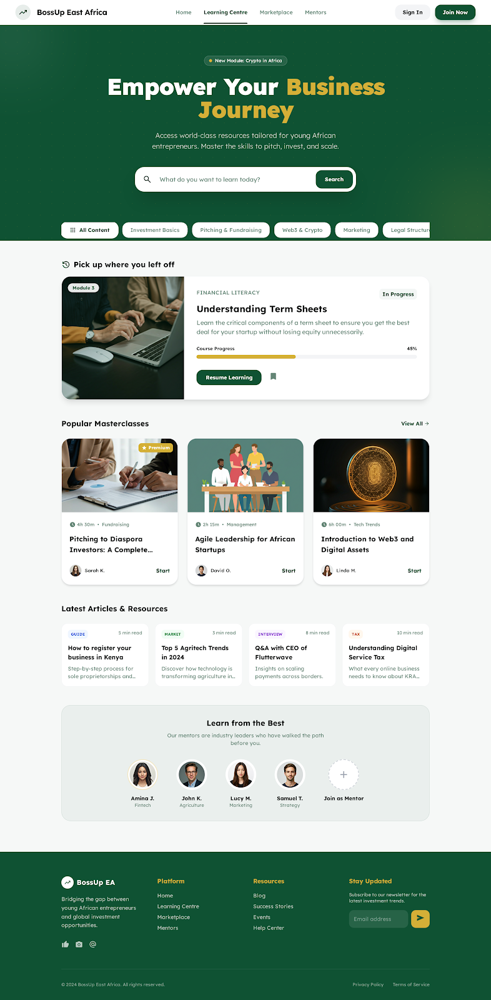 BossUp East Africa
Home
Learning Centre
Marketplace
Mentors
Sign In
Join Now
New Module: Crypto in Africa
Empower Your Business
Journey
Access world-class resources tailored for young African
entrepreneurs. Master the skills to pitch, invest, and scale.
What do you want to learn today?
Search
All Content
Investment Basics
Pitching & Fundraising
Web3 & Crypto
Marketing
Legal Structur
Pick up where you left off
Module 3
FINANCIAL LITERACY
In Progress
Understanding Term Sheets
Learn the critical components of a term sheet to ensure you get the best
deal for your startup without losing equity unnecessarily.
Course Progress
45%
Resume Learning
Popular Masterclasses
View All →
Premium
4h 30m • Fundraising
Pitching to Diaspora
Investors: A Complete...
Sarah K.
Start
2h 15m • Management
Agile Leadership for African
Startups
David O.
Start
6h 00m • Tech Trends
Introduction to Web3 and
Digital Assets
Linda M.
Start
Latest Articles & Resources
GUIDE
5 min read
How to register your
business in Kenya
Step-by-step process for
sole proprietorships and...
MARKET
3 min read
Top 5 Agritech Trends
in 2024
Discover how technology is
transforming agriculture in...
INTERVIEW
8 min read
Q&A with CEO of
Flutterwave
Insights on scaling
payments across borders.
TAX
10 min read
Understanding Digital
Service Tax
What every online business
needs to know about KRA...
Learn from the Best
Our mentors are industry leaders who have walked the path
before you.
Amina J.
Fintech
John K.
Agriculture
Lucy M.
Marketing
Samuel T.
Strategy
Join as Mentor
BossUp EA
Bridging the gap between
young African entrepreneurs
and global investment
opportunities.
Platform
Home
Learning Centre
Marketplace
Mentors
Resources
Blog
Success Stories
Events
Help Center
Stay Updated
Subscribe to our newsletter for the
latest investment trends.
Email address
© 2024 BossUp East Africa. All rights reserved.
Privacy Policy
Terms of Service